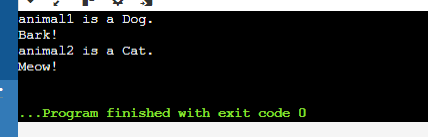 animal1 is a Dog.
Bark!
animal2 is a Cat.
Meow!
...Program finished with exit code 0